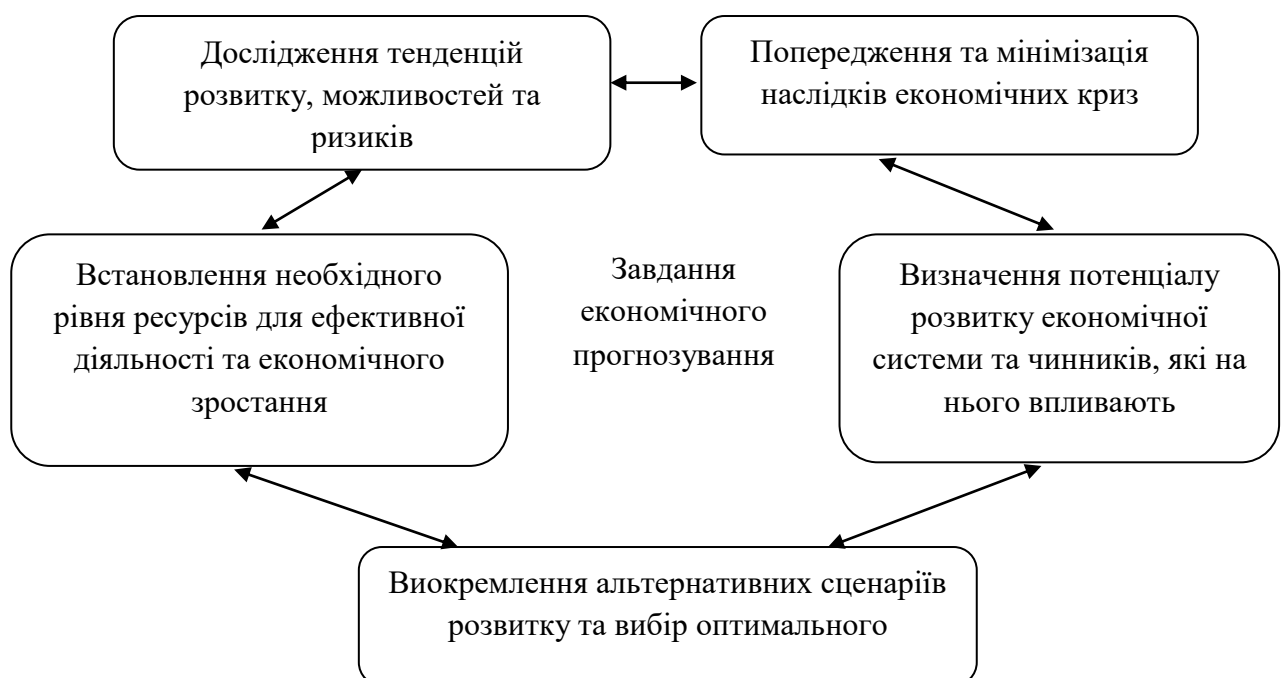 Дослідження тенденцій
розвитку, можливостей та
ризиків
Попередження та мінімізація
наслідків економічних криз
Встановлення необхідного
рівня ресурсів для ефективної
діяльності та економічного
зростання
Завдання
економічного
прогнозування
Визначення потенціалу
розвитку економічної
системи та чинників, які на
нього впливають
Виокремлення альтернативних сценаріїв
розвитку та вибір оптимального